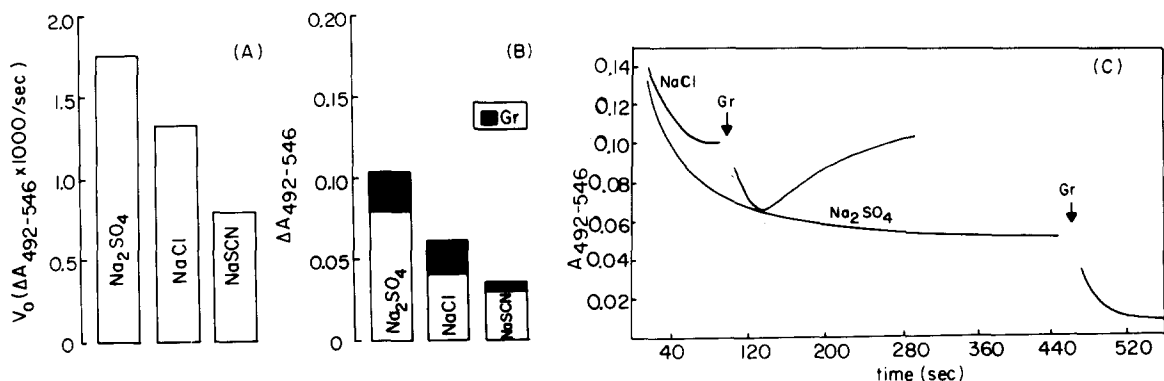 (A)
V₀ (ΔA₄₉₂₋₅₄₆ ×1000/sec)
2.0
1.5
1.0
0.5
0
Na₂SO₄
NaCl
NaSCN
(B)
ΔA₄₉₂₋₅₄₆
0.20
0.15
0.10
0.05
0
Gr
Na₂SO₄
NaCl
NaSCN
(C)
A₄₉₂₋₅₄₆
0.14
0.12
0.10
0.08
0.06
0.04
0.02
NaCl
Gr
Na₂SO₄
Gr
40
120
200
280
360
440
520
time (sec)